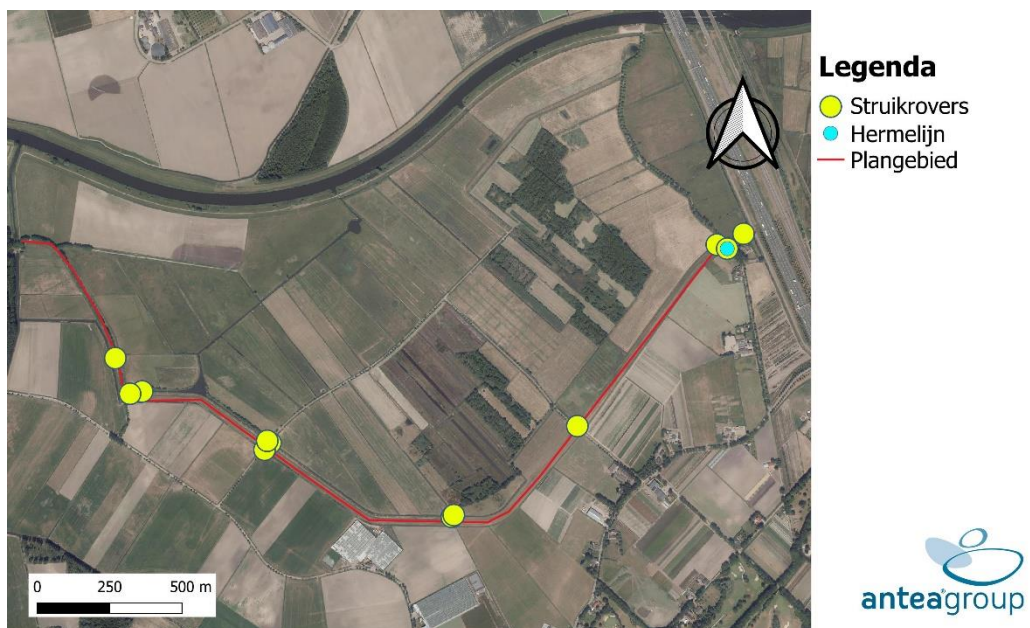 Legenda
Struikrovers
Hermelijn
Plangebied
0 250 500 m
anteagroup